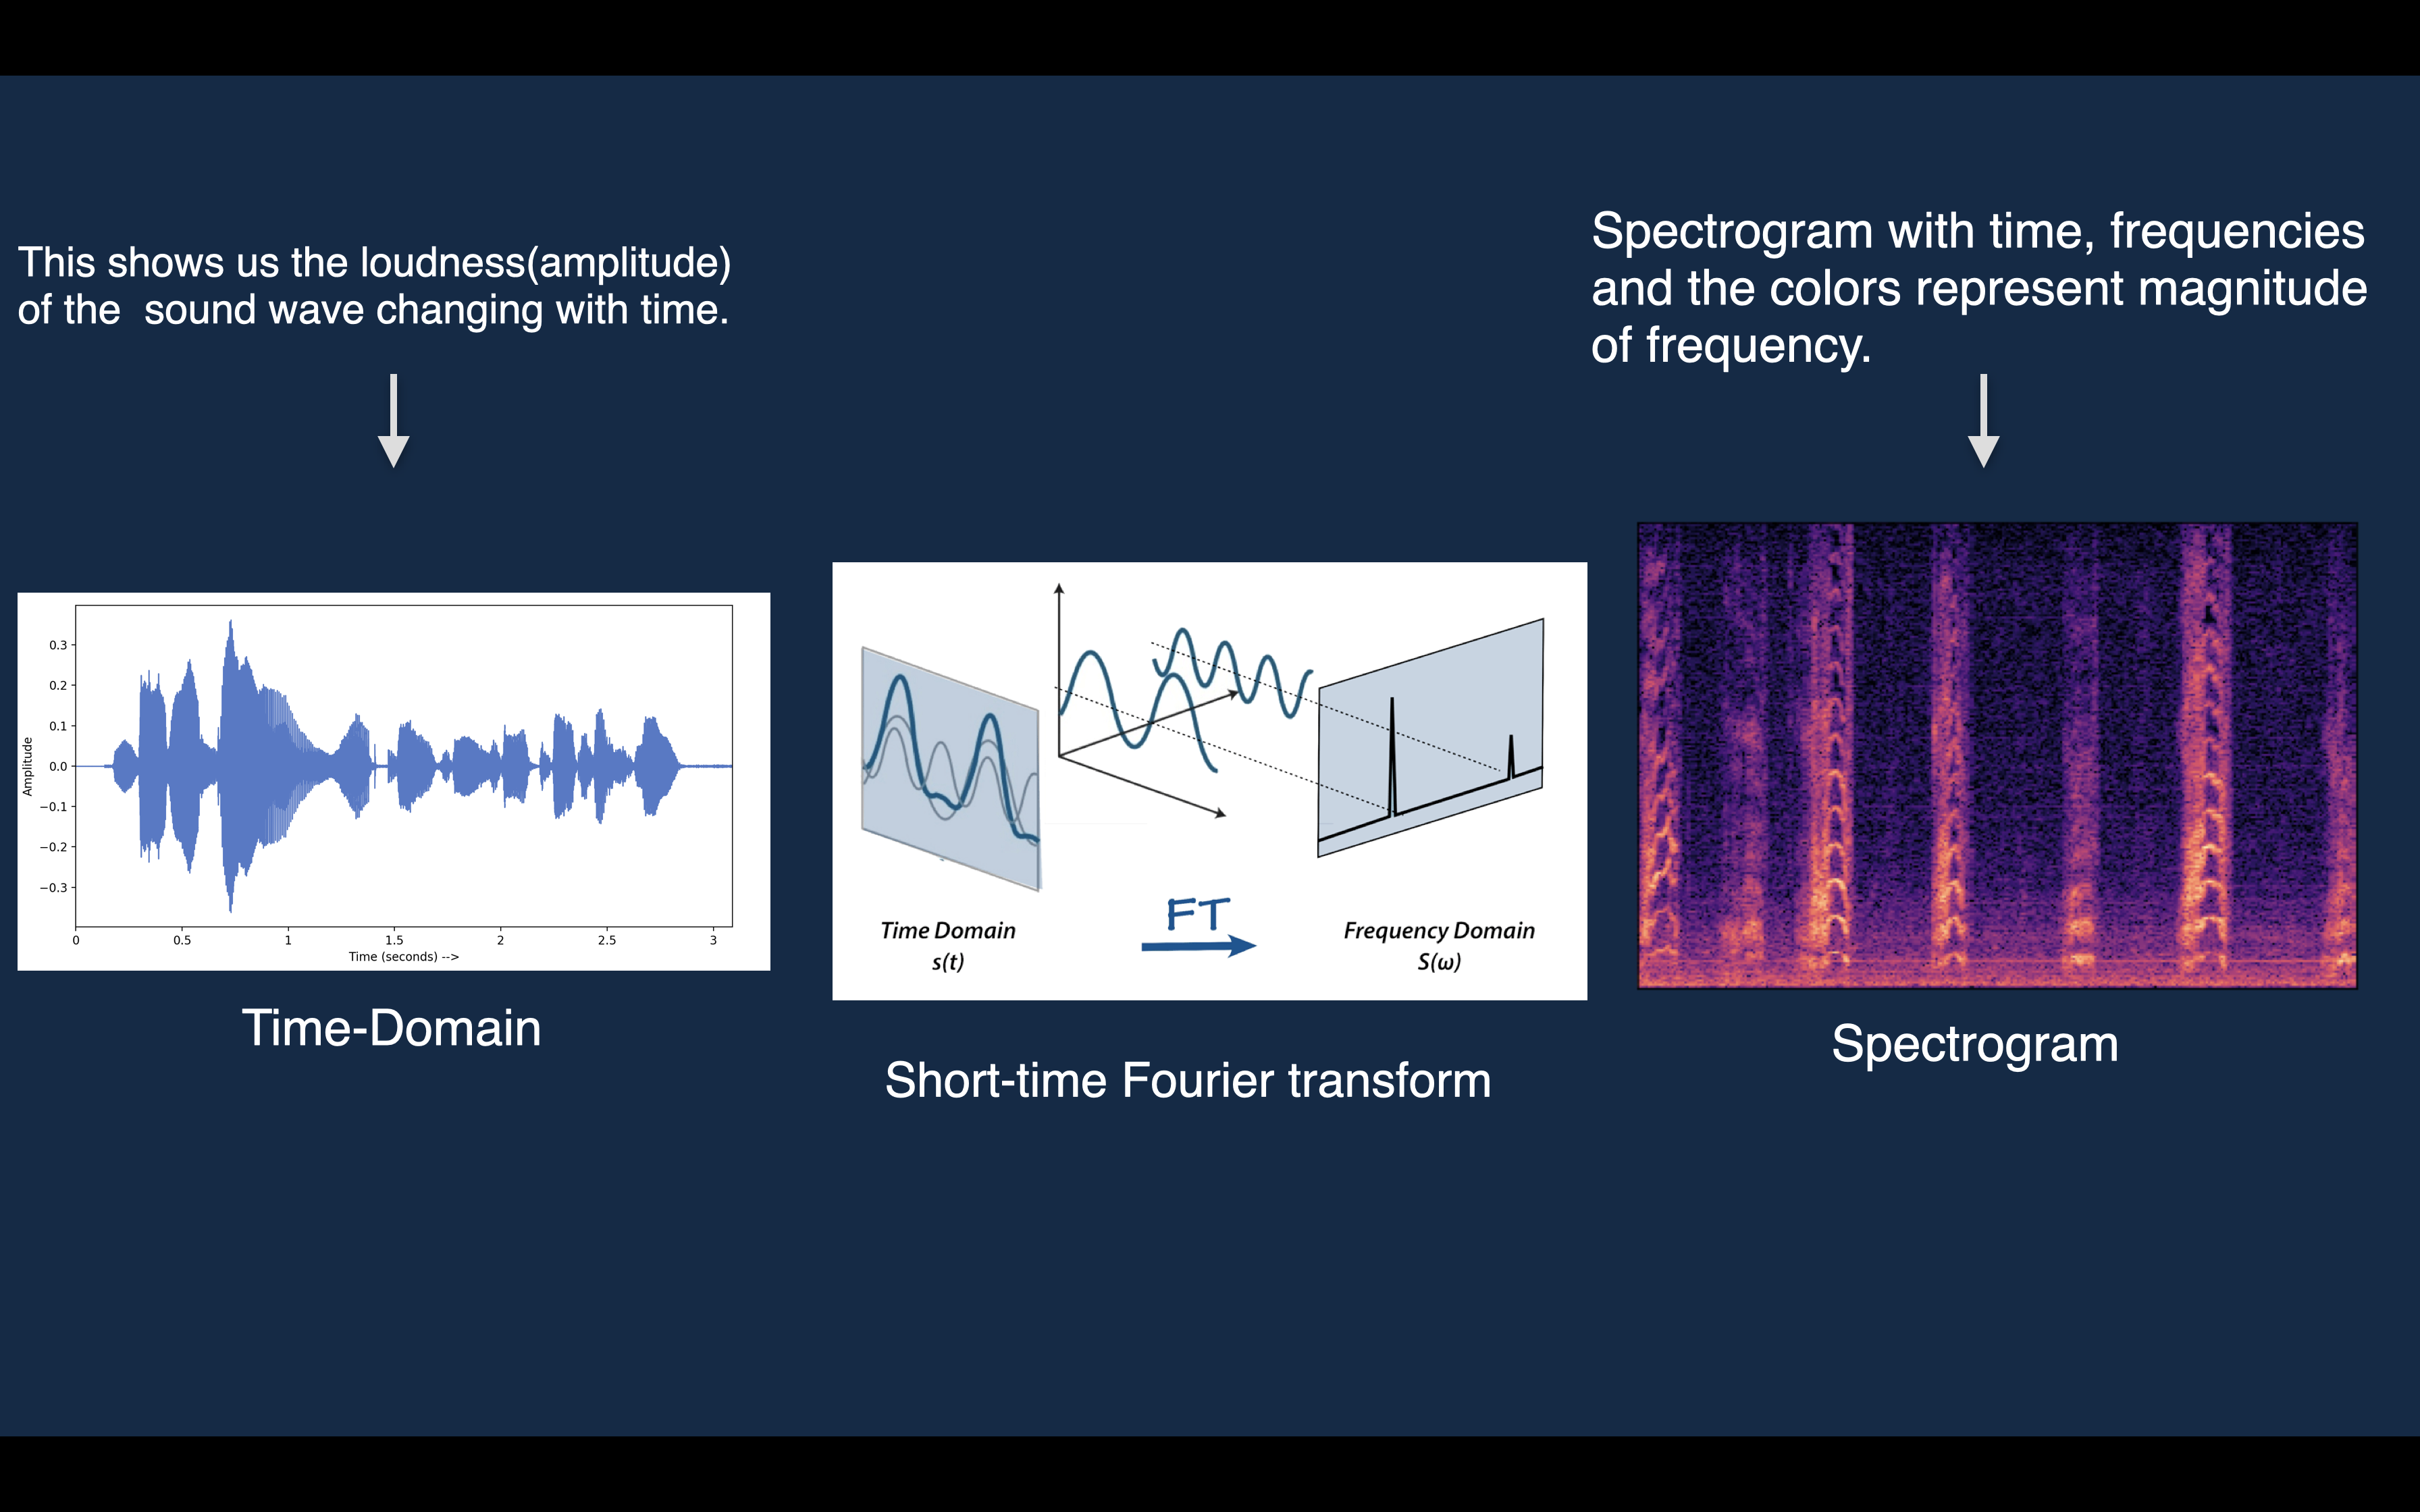 This shows us the loudness(amplitude)
of the  sound wave changing with time.
Spectrogram with time, frequencies
and the colors represent magnitude
of frequency.
Amplitude
0.3
0.2
0.1
0.0
−0.1
−0.2
−0.3
0 0.5 1 1.5 2 2.5 3
Time (seconds) -->
Time Domain
s(t)
FT
Frequency Domain
S(ω)
Time-Domain
Short-time Fourier transform
Spectrogram